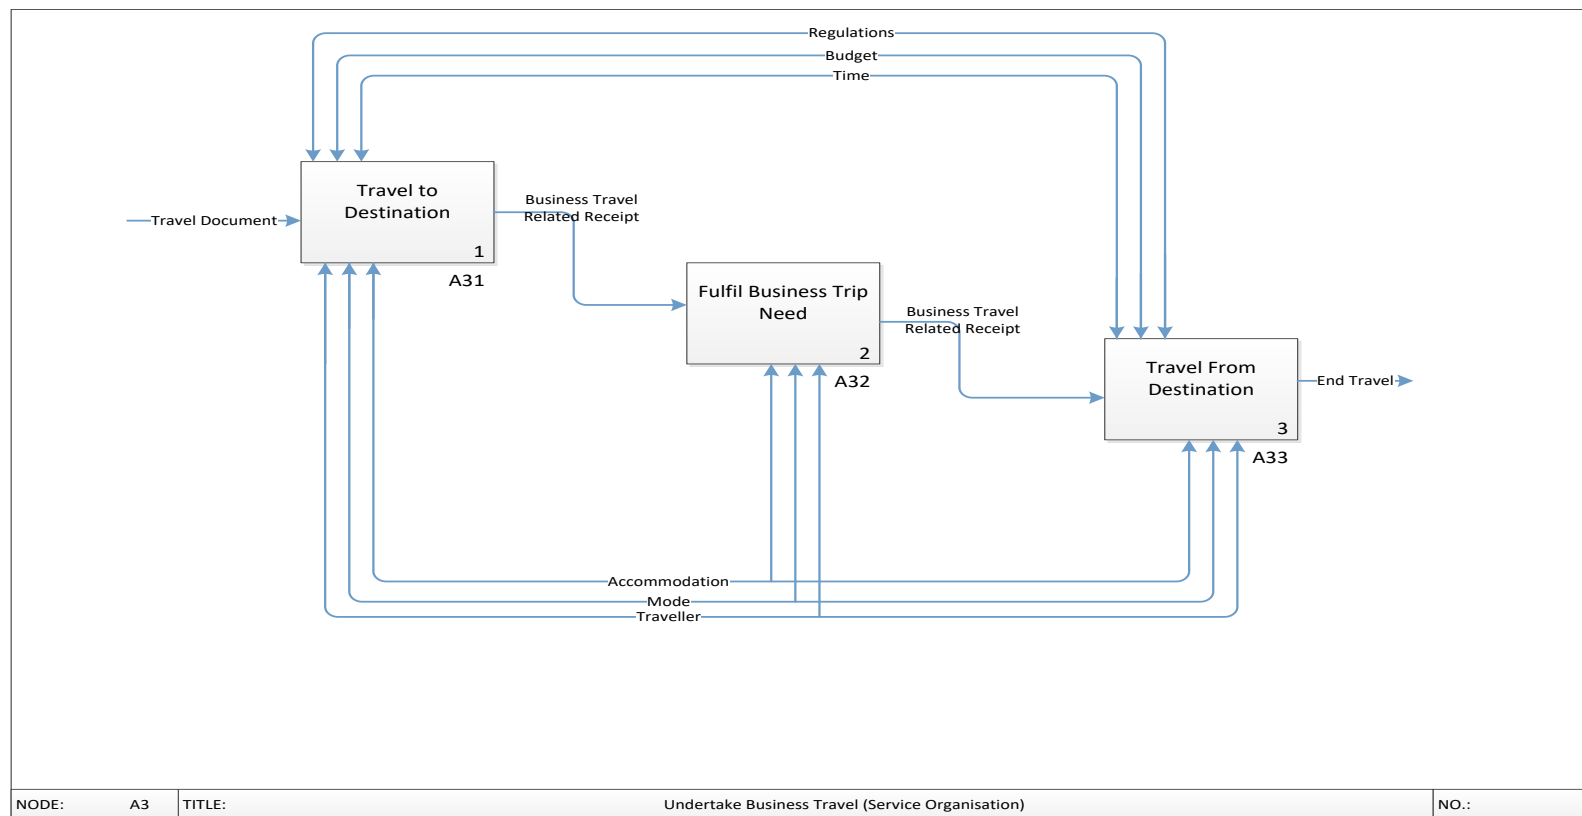 Regulations
Budget
Time
Travel to
Destination
1
A31
Travel Document
Business Travel
Related Receipt
Fulfil Business Trip
Need
2
A32
Business Travel
Related Receipt
Travel From
Destination
3
A33
End Travel
Accommodation
Mode
Traveller
NODE: A3 TITLE: Undertake Business Travel (Service Organisation) NO.: